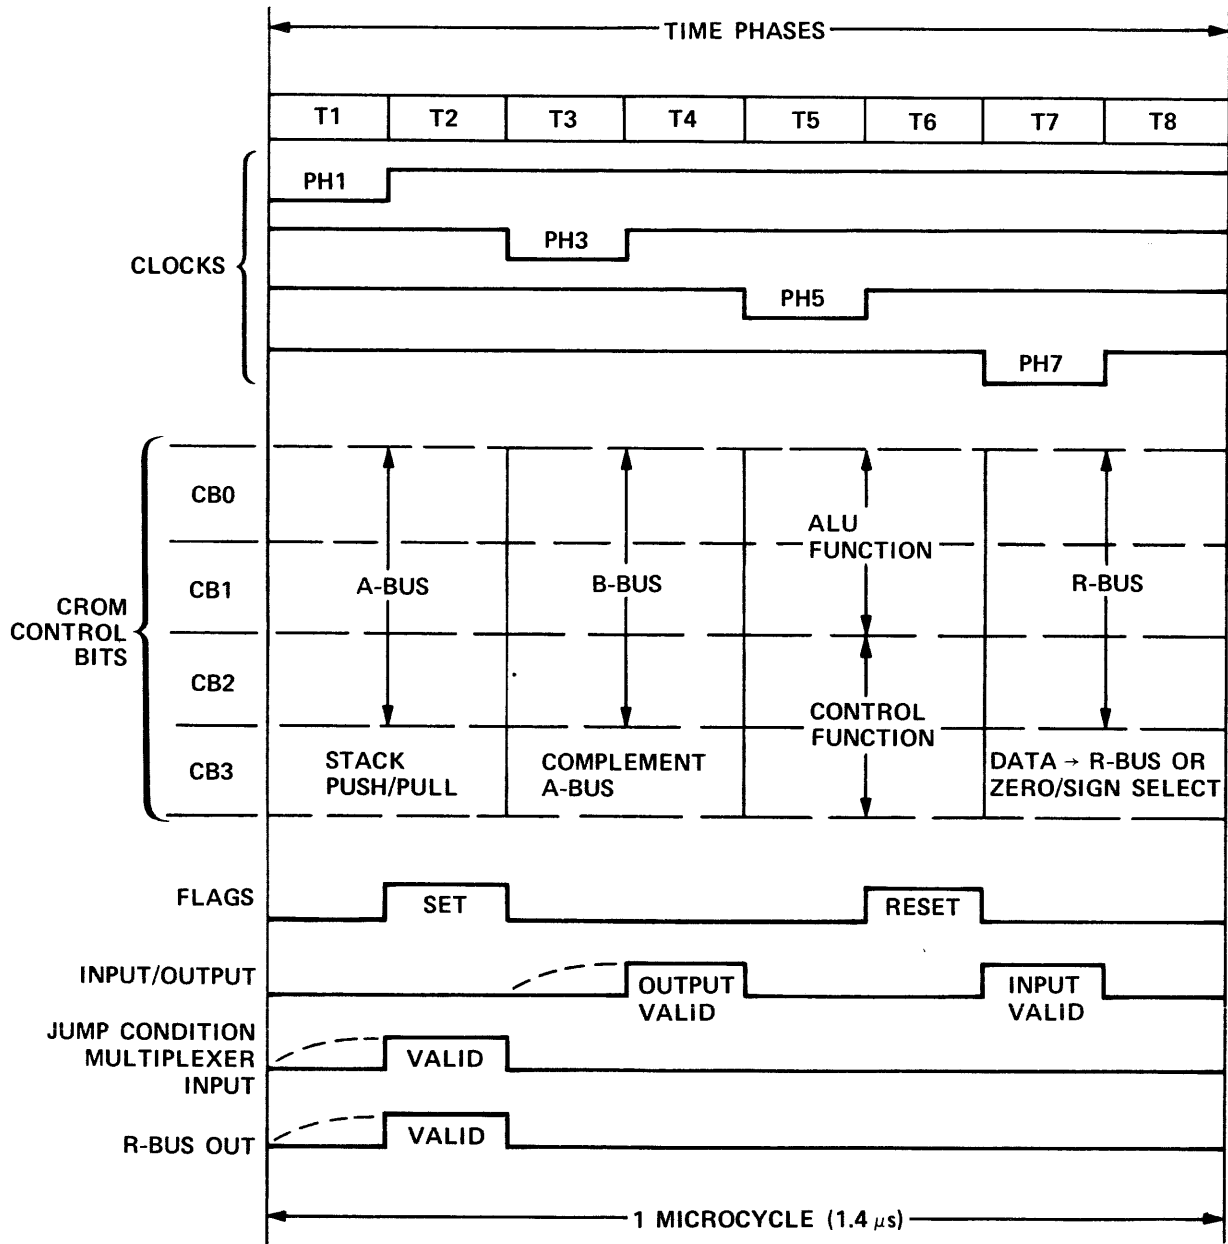 TIME PHASES
T1 T2 T3 T4 T5 T6 T7 T8
CLOCKS
PH1
PH3
PH5
PH7
CROM
CONTROL
BITS
CB0
CB1
CB2
CB3
A-BUS
B-BUS
ALU
FUNCTION
R-BUS
CONTROL
FUNCTION
STACK
PUSH/PULL
COMPLEMENT
A-BUS
DATA → R-BUS OR
ZERO/SIGN SELECT
FLAGS
SET
RESET
INPUT/OUTPUT
OUTPUT
VALID
INPUT
VALID
JUMP CONDITION
MULTIPLEXER
INPUT
VALID
R-BUS OUT
VALID
1 MICROCYCLE (1.4 μs)